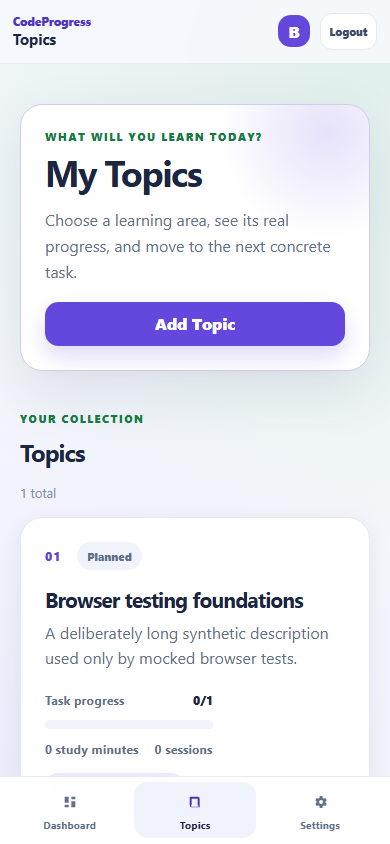 CodeProgress
Topics
B
Logout
WHAT WILL YOU LEARN TODAY?
My Topics
Choose a learning area, see its real
progress, and move to the next concrete
task.
Add Topic
YOUR COLLECTION
Topics
1 total
01
Planned
Browser testing foundations
A deliberately long synthetic description
used only by mocked browser tests.
Task progress 0/1
0 study minutes 0 sessions
Dashboard
Topics
Settings